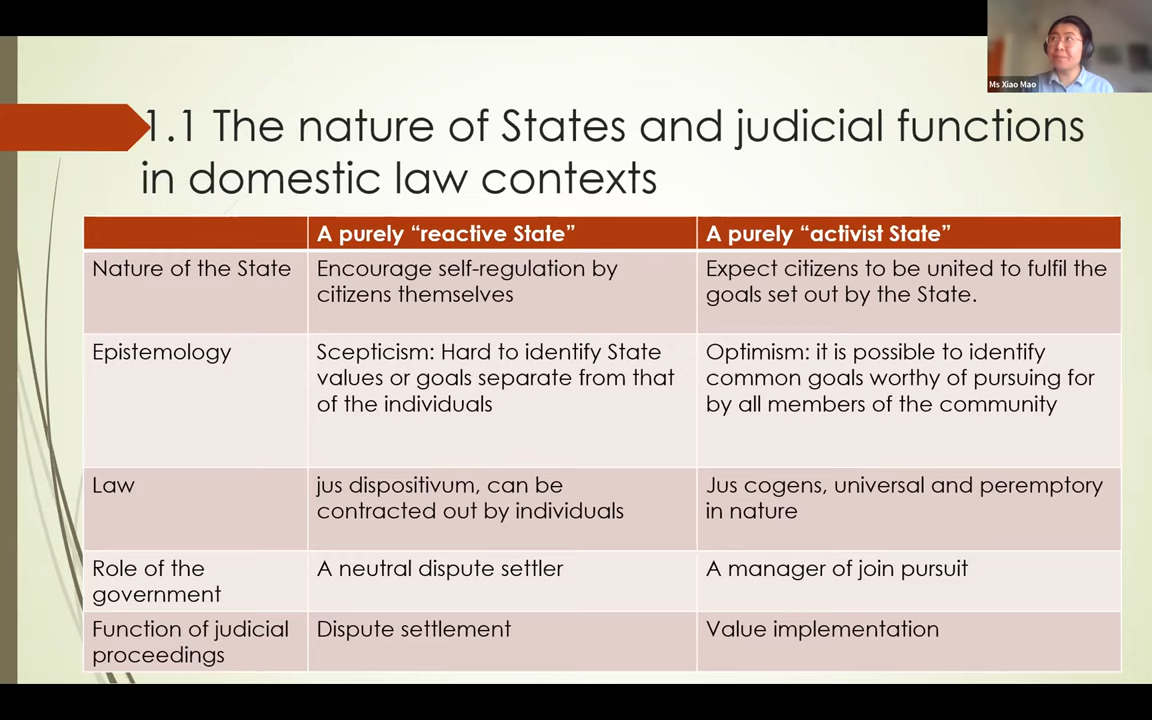 Ms Xiao Mao
1.1 The nature of States and judicial functions
in domestic law contexts
A purely “reactive State”
A purely “activist State”
Nature of the State
Encourage self-regulation by
citizens themselves
Expect citizens to be united to fulfil the
goals set out by the State.
Epistemology
Scepticism: Hard to identify State
values or goals separate from that
of the individuals
Optimism: it is possible to identify
common goals worthy of pursuing for
by all members of the community
Law
jus dispositivum, can be
contracted out by individuals
Jus cogens, universal and peremptory
in nature
Role of the
government
A neutral dispute settler
A manager of join pursuit
Function of judicial
proceedings
Dispute settlement
Value implementation